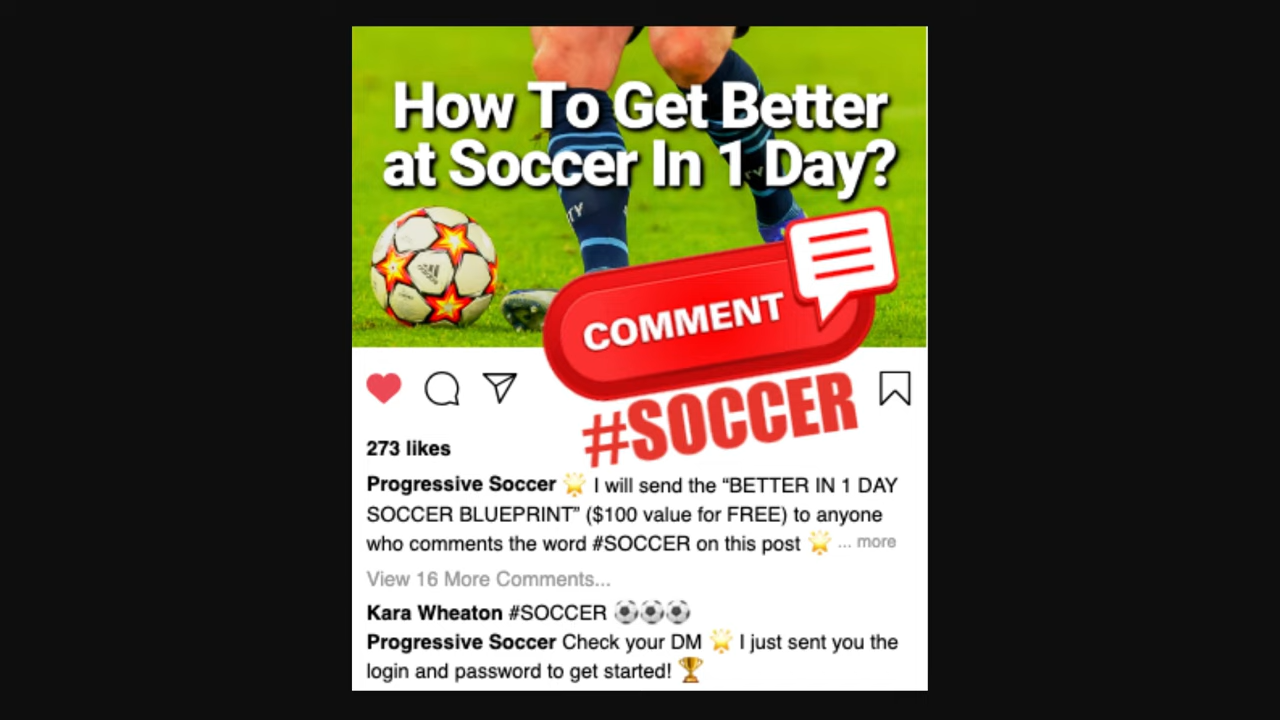 How To Get Better
at Soccer In 1 Day?
TY
TY
adidas
COMMENT
#SOCCER
273 likes
Progressive Soccer 🌟 I will send the “BETTER IN 1 DAY
SOCCER BLUEPRINT” ($100 value for FREE) to anyone
who comments the word #SOCCER on this post 🌟 ... more
View 16 More Comments...
Kara Wheaton #SOCCER ⚽⚽⚽
Progressive Soccer Check your DM 🌟 I just sent you the
login and password to get started! 🏆